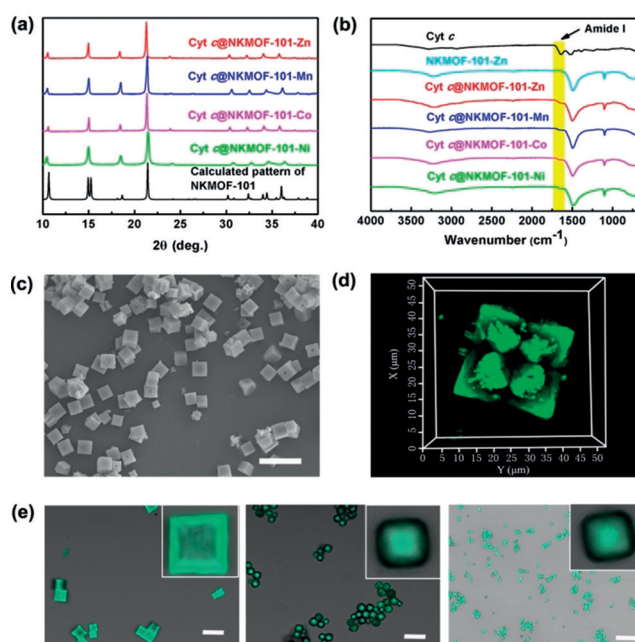 (a)
Cyt c@NKMOF-101-Zn
Cyt c@NKMOF-101-Mn
Cyt c@NKMOF-101-Co
Cyt c@NKMOF-101-Ni
Calculated pattern of
NKMOF-101
10 15 20 25 30 35 40
2θ (deg.)
(b)
Cyt c
Amide I
NKMOF-101-Zn
Cyt c@NKMOF-101-Zn
Cyt c@NKMOF-101-Mn
Cyt c@NKMOF-101-Co
Cyt c@NKMOF-101-Ni
4000 3000 2000 1000
Wavenumber (cm-1)
(c)
(d)
50
45
40
35
30
25
20
15
10
5
0
X (μm)
0 5 10 15 20 25 30 35 40 45 50
Y (μm)
(e)